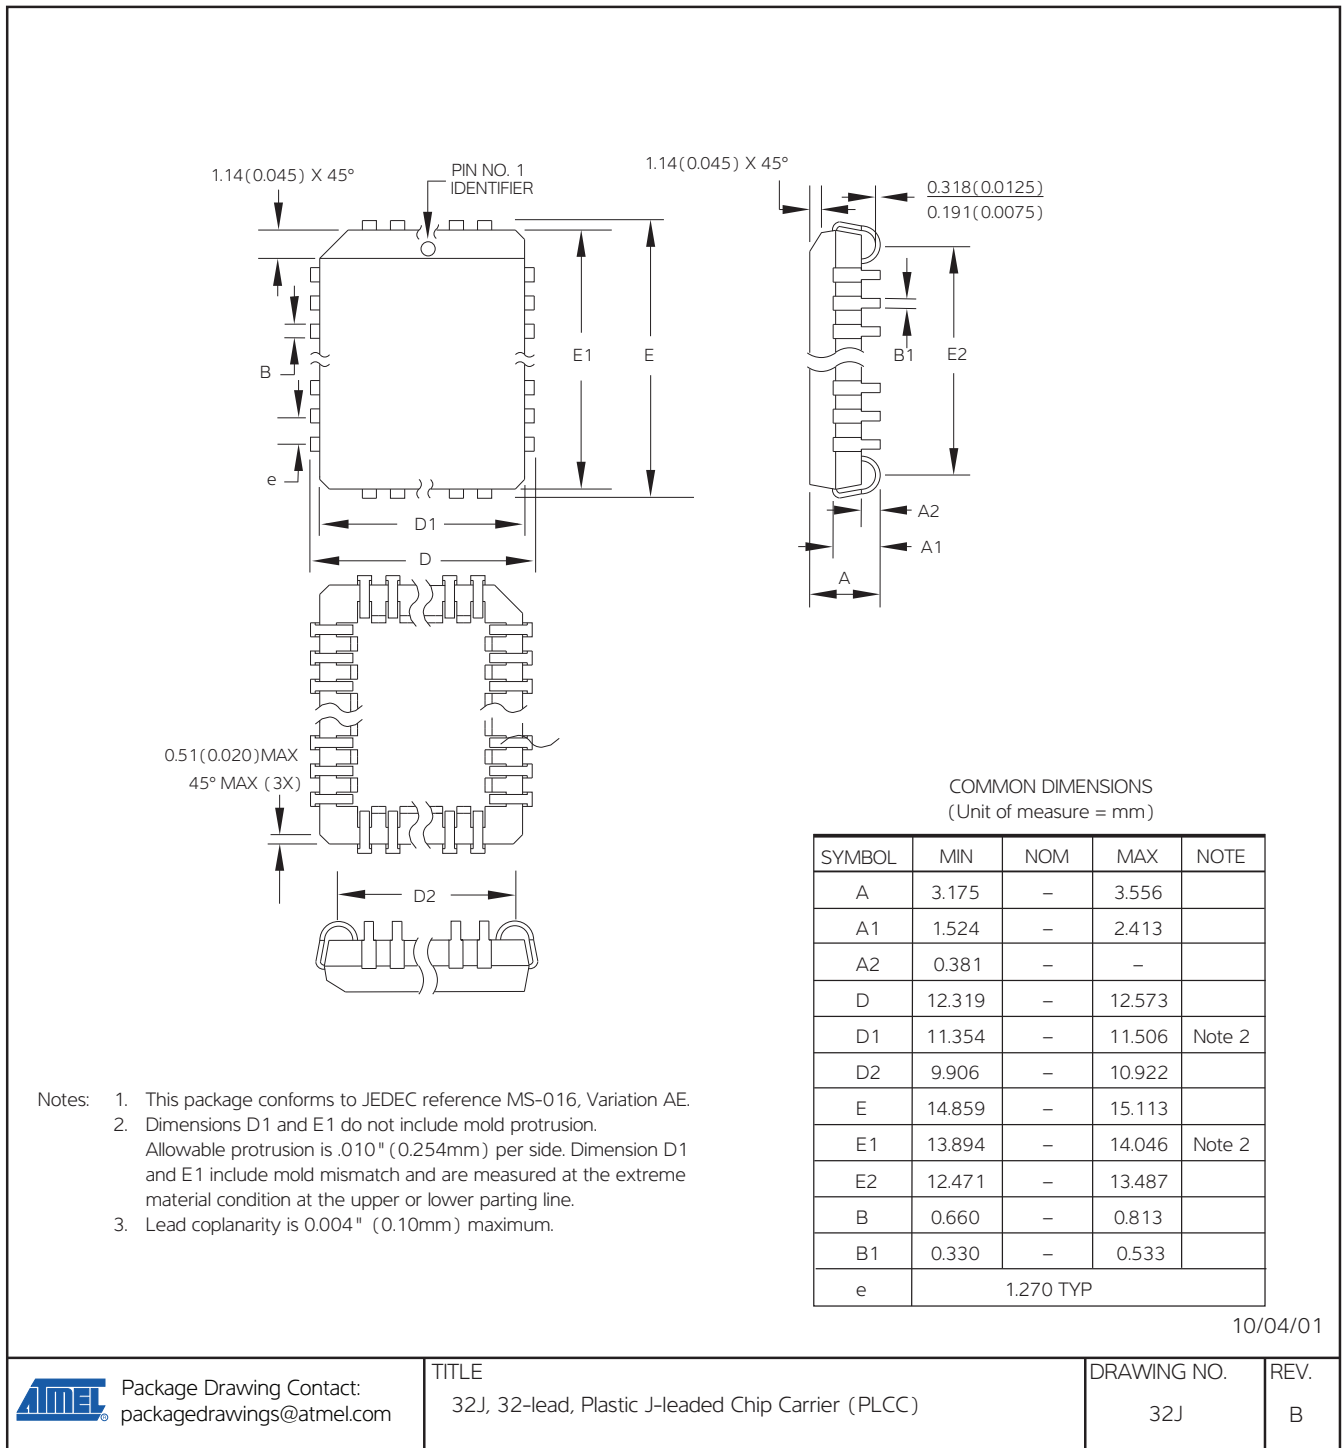 1.14(0.045) X 45°
PIN NO. 1
IDENTIFIER
1.14(0.045) X 45°
0.318(0.0125)
0.191(0.0075)
B
e
E1
E
D1
D
B1
E2
A2
A1
A
0.51(0.020)MAX
45° MAX (3X)
D2
COMMON DIMENSIONS
(Unit of measure = mm)
SYMBOL MIN NOM MAX NOTE
A 3.175 – 3.556
A1 1.524 – 2.413
A2 0.381 – –
D 12.319 – 12.573
D1 11.354 – 11.506 Note 2
D2 9.906 – 10.922
E 14.859 – 15.113
E1 13.894 – 14.046 Note 2
E2 12.471 – 13.487
B 0.660 – 0.813
B1 0.330 – 0.533
e 1.270 TYP
Notes: 1. This package conforms to JEDEC reference MS-016, Variation AE.
2. Dimensions D1 and E1 do not include mold protrusion.
Allowable protrusion is .010"(0.254mm) per side. Dimension D1
and E1 include mold mismatch and are measured at the extreme
material condition at the upper or lower parting line.
3. Lead coplanarity is 0.004" (0.10mm) maximum.
10/04/01
ATMEL ®
Package Drawing Contact:
packagedrawings@atmel.com
TITLE
32J, 32-lead, Plastic J-leaded Chip Carrier (PLCC)
DRAWING NO.
32J
REV.
B